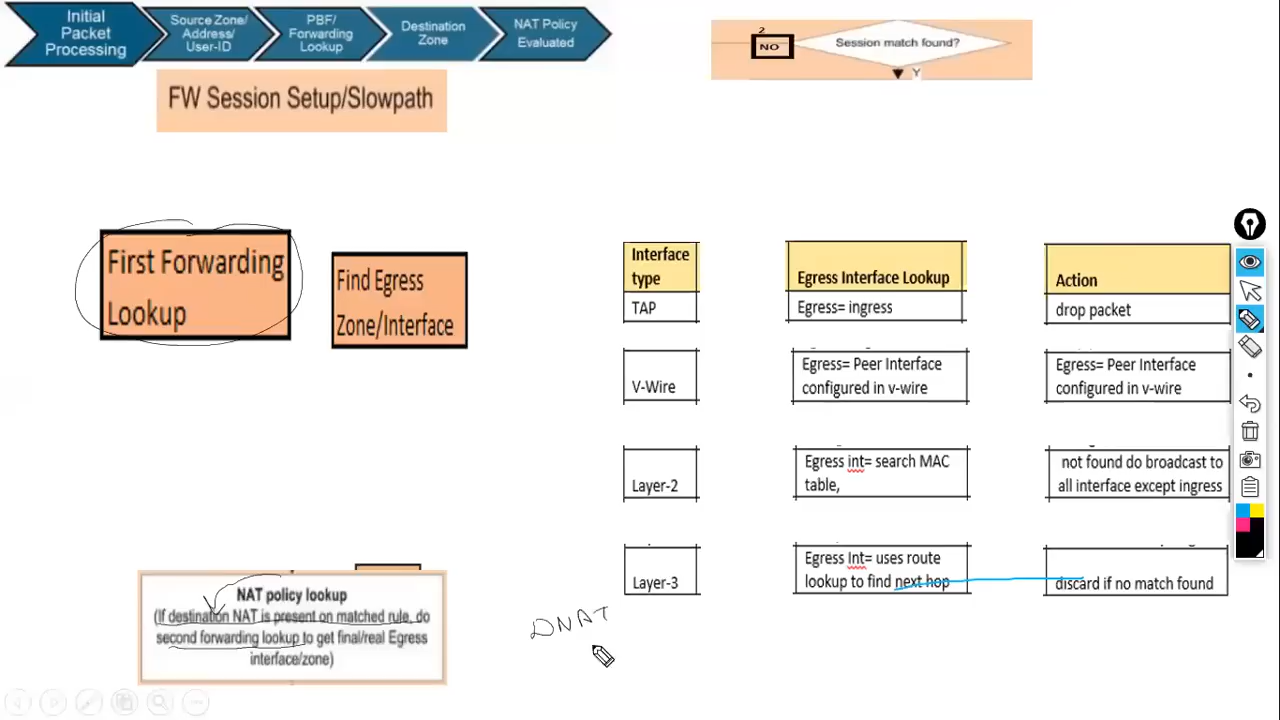 Initial
Packet
Processing
Source Zone/
Address/
User-ID
PBF/
Forwarding
Lookup
Destination
Zone
NAT Policy
Evaluated
2
NO
Session match found?
Y
FW Session Setup/Slowpath
First Forwarding
Lookup
Find Egress
Zone/Interface
Interface
type
Egress Interface Lookup
Action
TAP
Egress= ingress
drop packet
V-Wire
Egress= Peer Interface
configured in v-wire
Egress= Peer Interface
configured in v-wire
Layer-2
Egress int= search MAC
table,
not found do broadcast to
all interface except ingress
Layer-3
Egress Int= uses route
lookup to find next hop
discard if no match found
NAT policy lookup
(If destination NAT is present on matched rule, do
second forwarding lookup to get final/real Egress
interface/zone)
DNAT